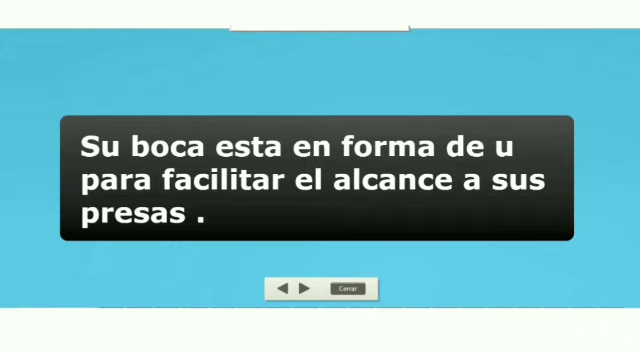 Su boca esta en forma de u
para facilitar el alcance a sus
presas .
Cerrar